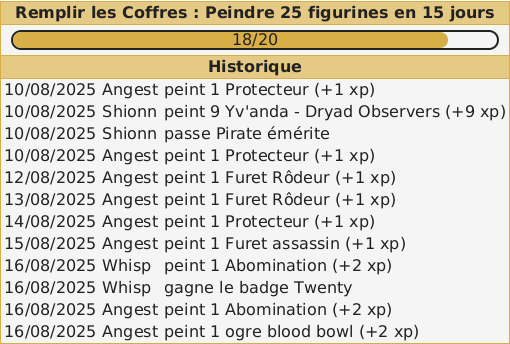 Remplir les Coffres : Peindre 25 figurines en 15 jours
18/20
Historique
10/08/2025 Angest peint 1 Protecteur (+1 xp)
10/08/2025 Shionn peint 9 Yv'anda - Dryad Observers (+9 xp)
10/08/2025 Shionn passe Pirate émérite
10/08/2025 Angest peint 1 Protecteur (+1 xp)
12/08/2025 Angest peint 1 Furet Rôdeur (+1 xp)
13/08/2025 Angest peint 1 Furet Rôdeur (+1 xp)
14/08/2025 Angest peint 1 Protecteur (+1 xp)
15/08/2025 Angest peint 1 Furet assassin (+1 xp)
16/08/2025 Whisp peint 1 Abomination (+2 xp)
16/08/2025 Whisp gagne le badge Twenty
16/08/2025 Angest peint 1 Abomination (+2 xp)
16/08/2025 Angest peint 1 ogre blood bowl (+2 xp)